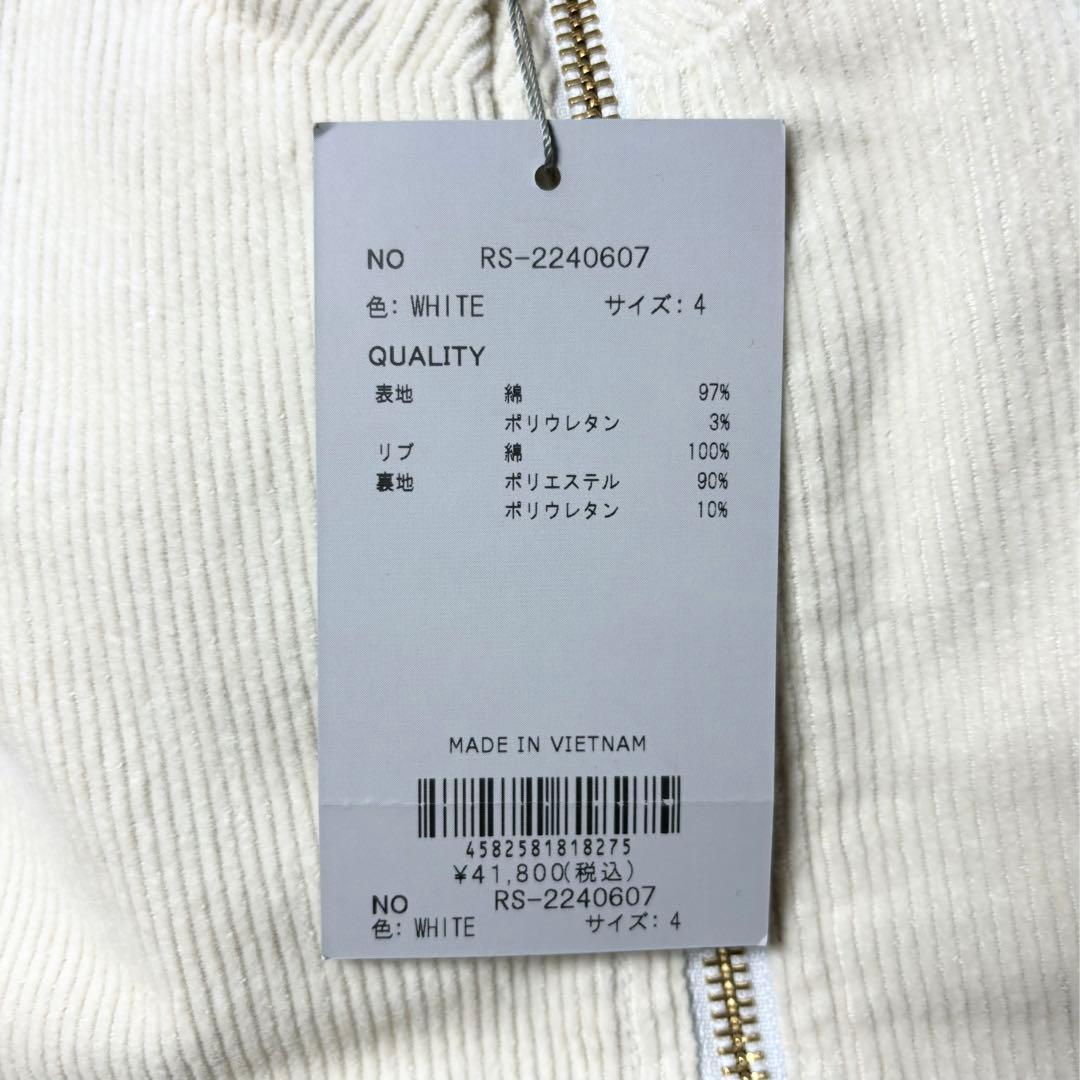 NO RS-2240607
色: WHITE サイズ: 4
QUALITY
表地 綿 97%
ポリウレタン 3%
リブ 綿 100%
裏地 ポリエステル 90%
ポリウレタン 10%
MADE IN VIETNAM
4582581818275
¥41,800(税込)
NO RS-2240607
色: WHITE サイズ: 4